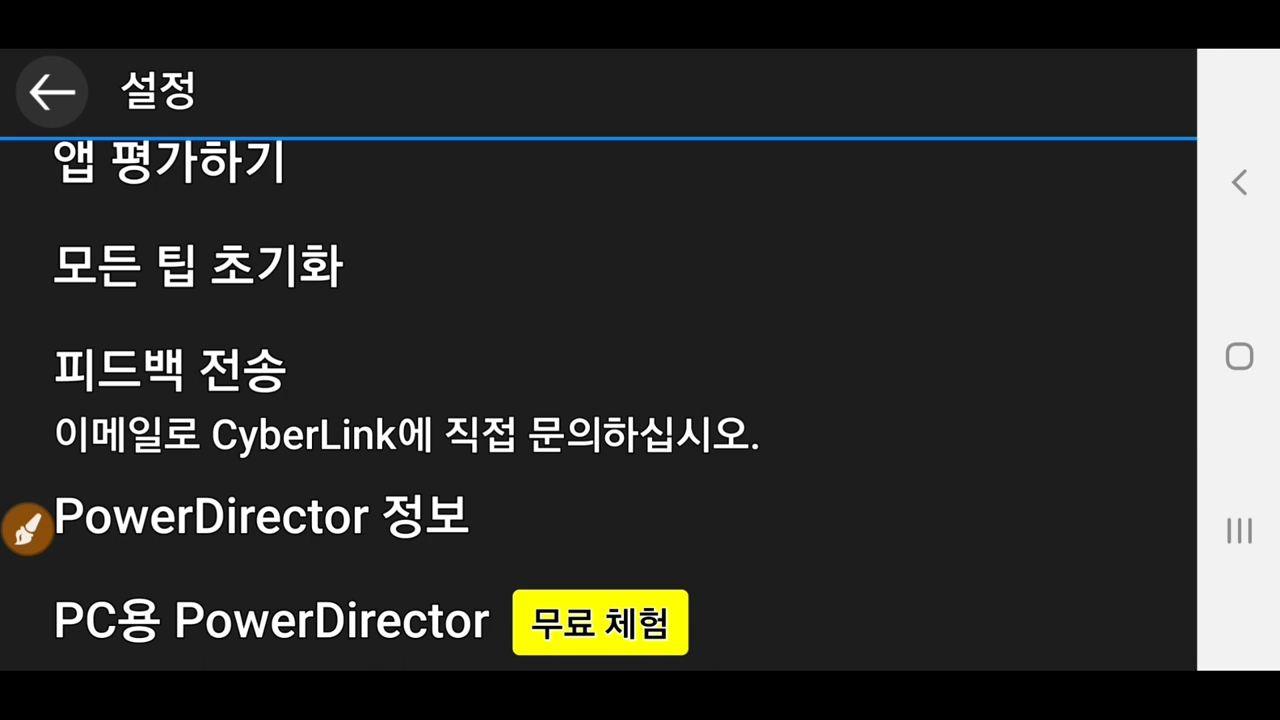 설정
앱 평가하기
모든 팁 초기화
피드백 전송
이메일로 CyberLink에 직접 문의하십시오.
PowerDirector 정보
PC용 PowerDirector 무료 체험